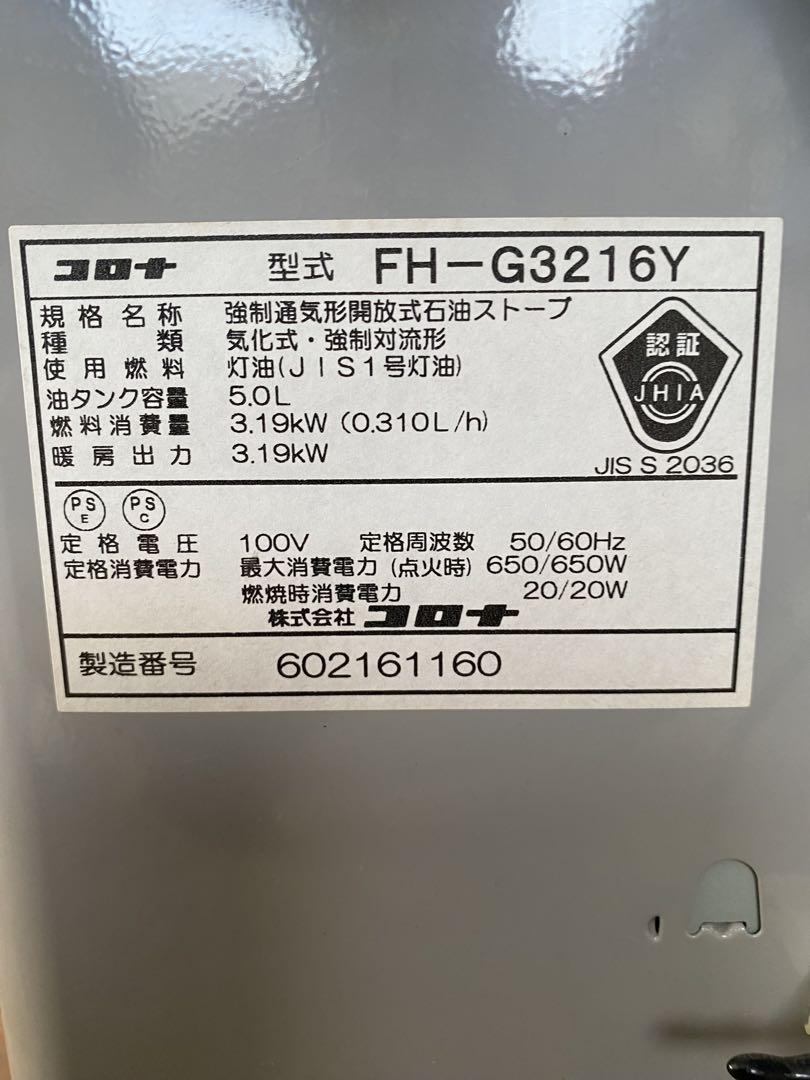 コロナ 型式 FH－G3216Y
規格名称 強制通気形開放式石油ストーブ
種類 気化式・強制対流形
使用燃料 灯油(JIS1号灯油)
油タンク容量 5.0L
燃料消費量 3.19kW (0.310L/h)
暖房出力 3.19kW
認証
JHIA
JIS S 2036
PS E PS C
定格電圧 100V 定格周波数 50/60Hz
定格消費電力 最大消費電力 (点火時) 650/650W
燃焼時消費電力 20/20W
株式会社 コロナ
製造番号 602161160